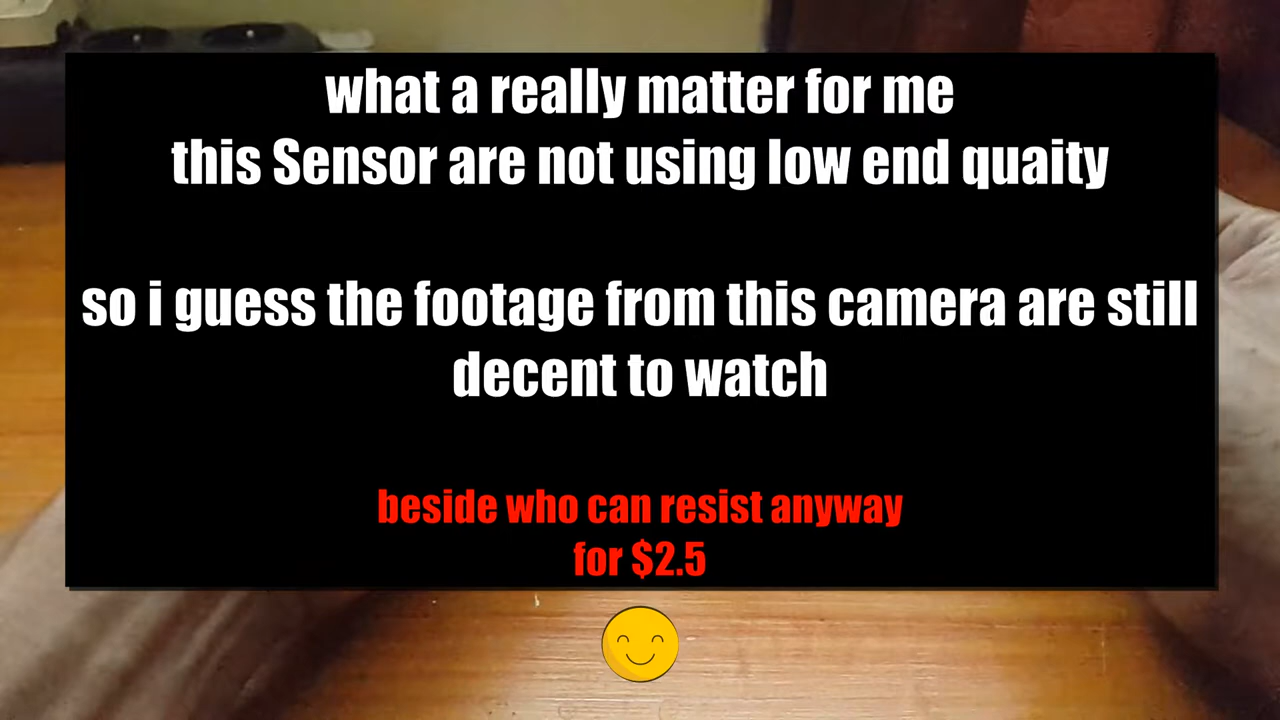 what a really matter for me
this Sensor are not using low end quaity
so i guess the footage from this camera are still
decent to watch
beside who can resist anyway
for $2.5